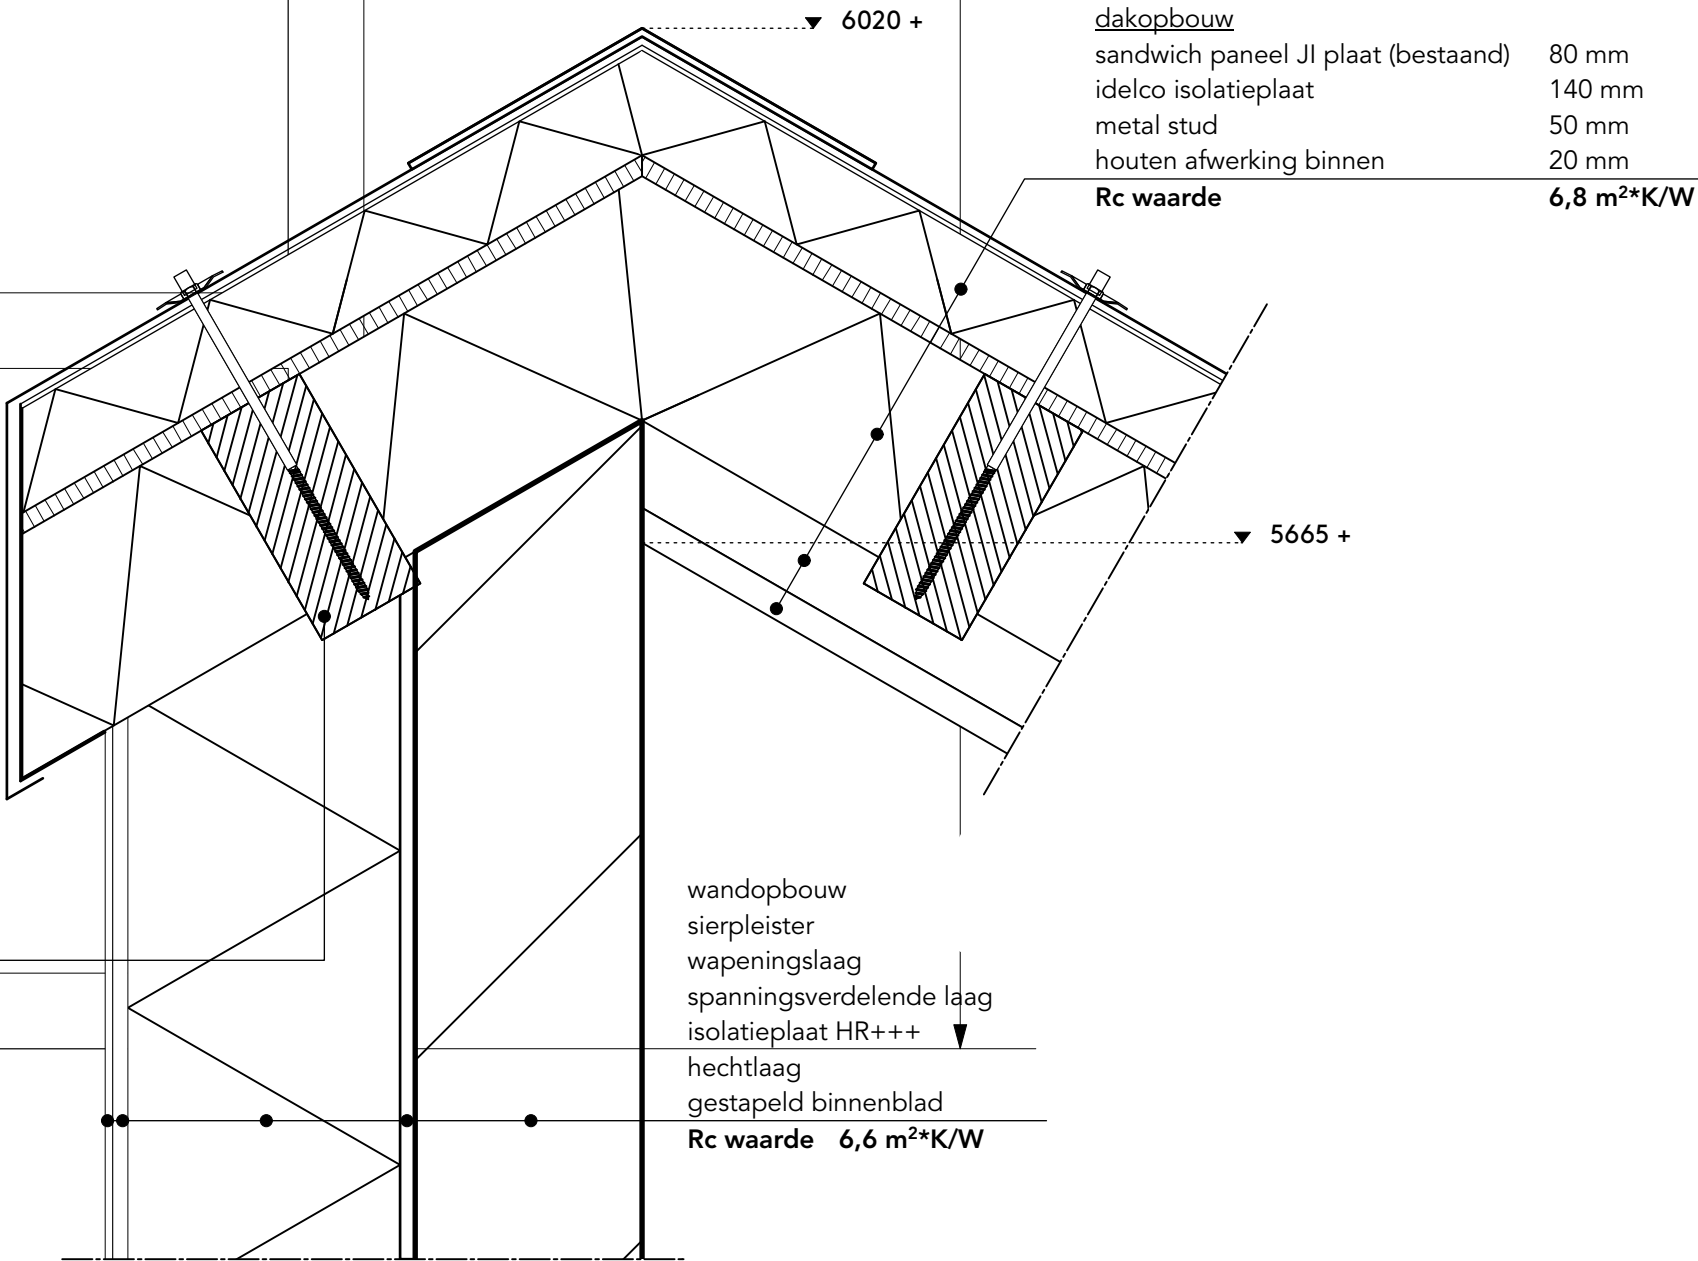 6020 +
dakopbouw
sandwich paneel JI plaat (bestaand) 80 mm
idelco isolatieplaat 140 mm
metal stud 50 mm
houten afwerking binnen 20 mm
Rc waarde 6,8 m²*K/W
5665 +
wandopbouw
sierpleister
wapeningslaag
spanningsverdelende laag
isolatieplaat HR+++
hechtlaag
gestapeld binnenblad
Rc waarde 6,6 m²*K/W